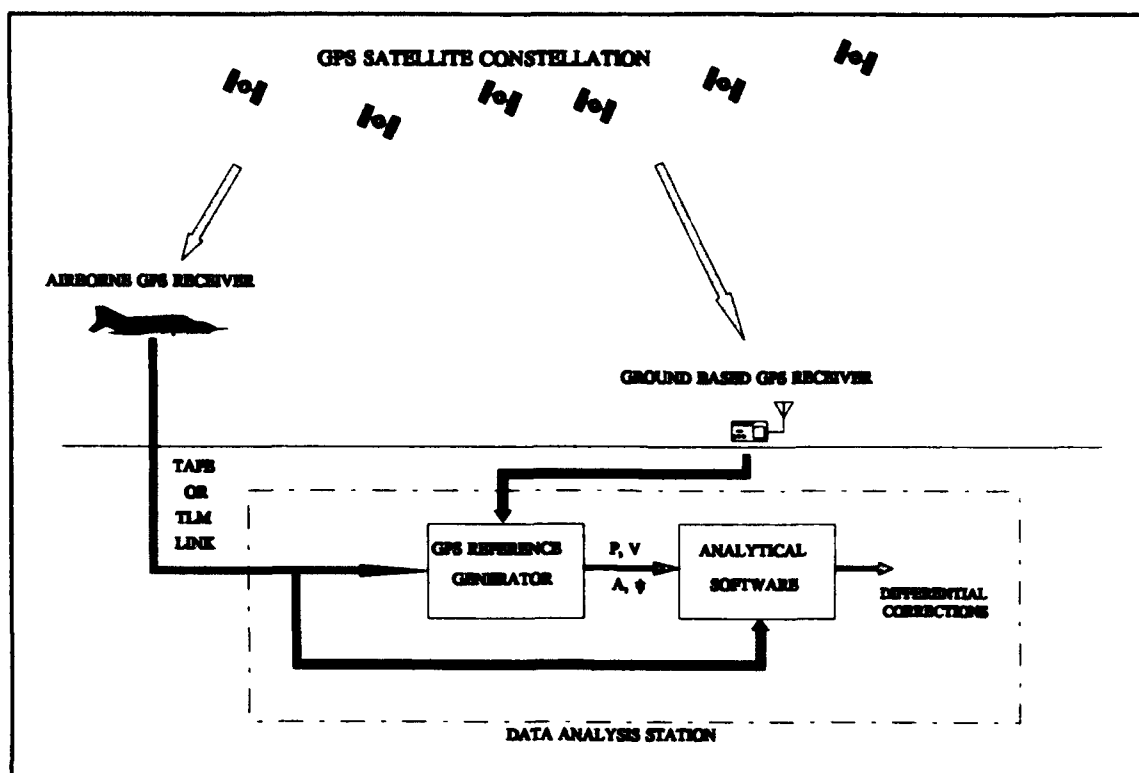 GPS SATELLITE CONSTELLATION
AIRBORNE GPS RECEIVER
GROUND BASED GPS RECEIVER
TAPE
OR
TLM
LINK
GPS REFERENCE
GENERATOR
P, V
A, ψ
ANALYTICAL
SOFTWARE
DIFFERENTIAL
CORRECTIONS
DATA ANALYSIS STATION